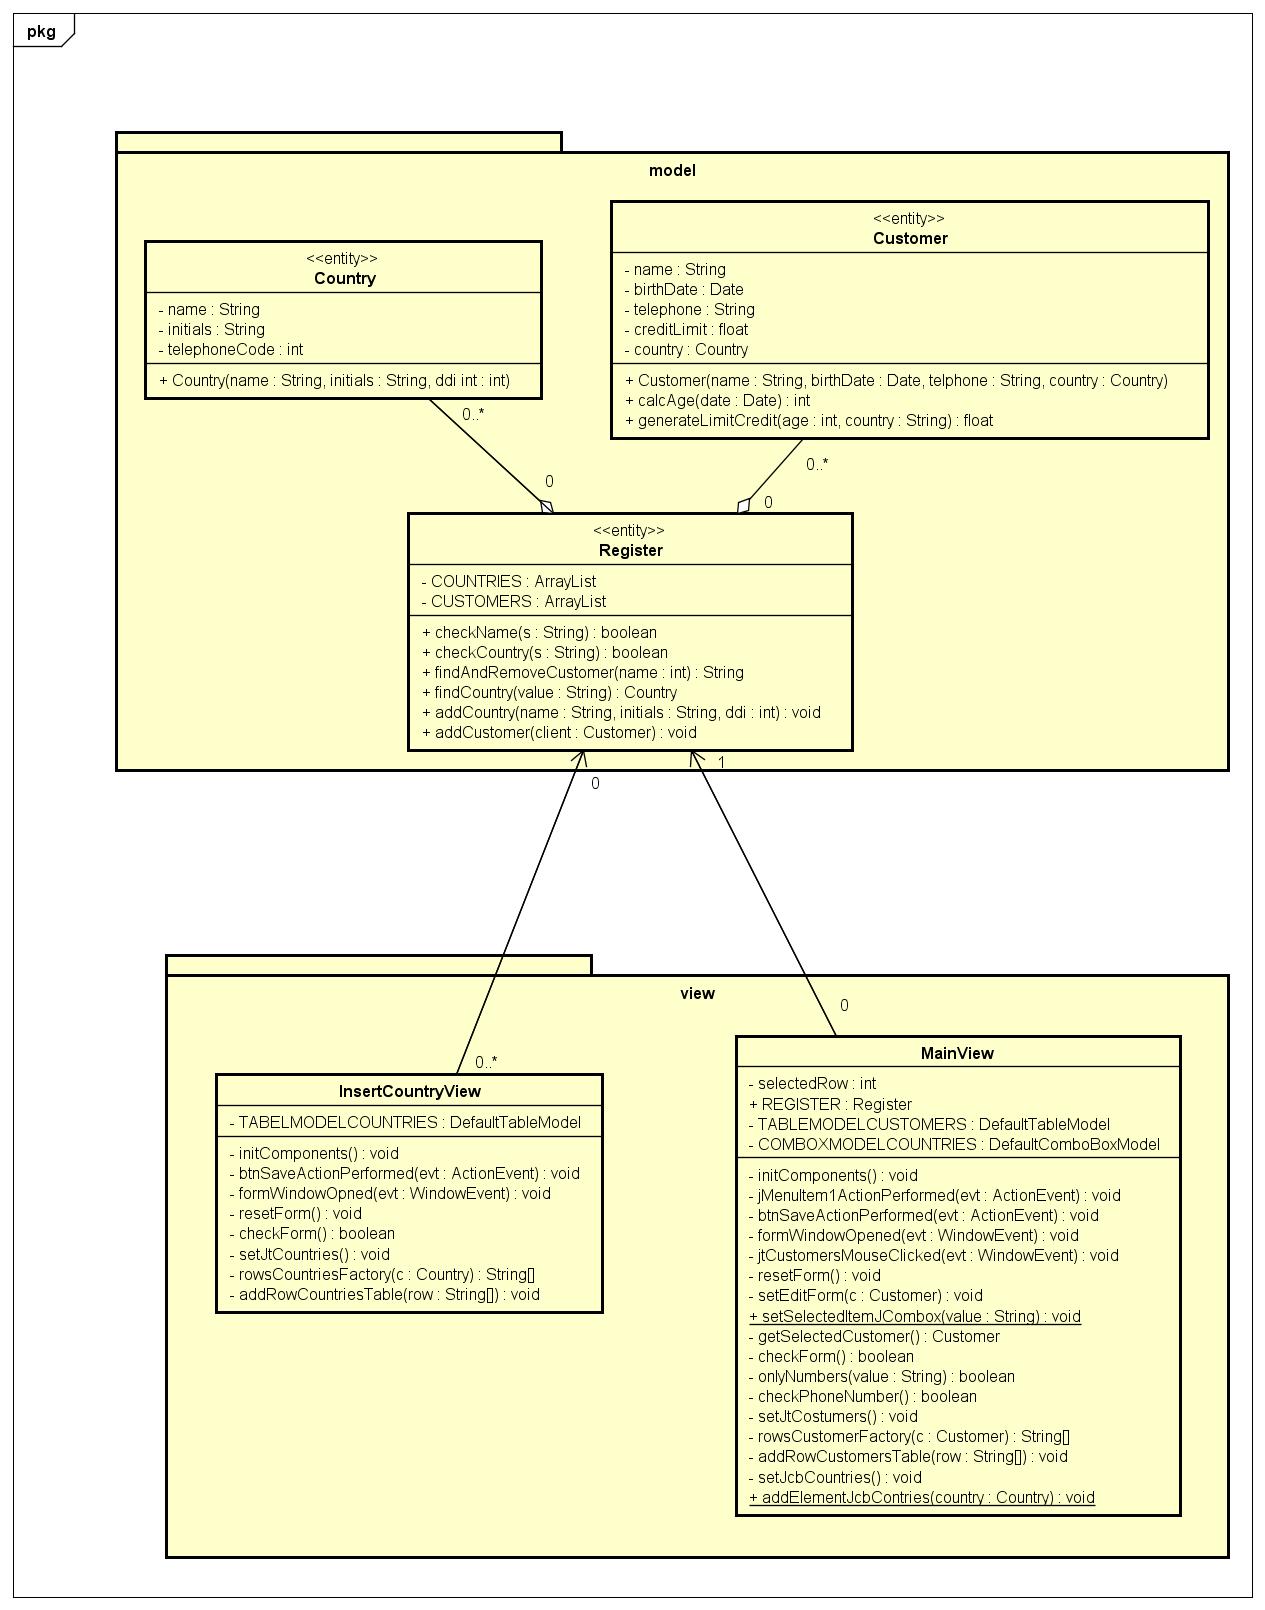 pkg
model
<<entity>>
Country
- name : String
- initials : String
- telephoneCode : int
+ Country(name : String, initials : String, ddi int : int)
<<entity>>
Customer
- name : String
- birthDate : Date
- telephone : String
- creditLimit : float
- country : Country
+ Customer(name : String, birthDate : Date, telphone : String, country : Country)
+ calcAge(date : Date) : int
+ generateLimitCredit(age : int, country : String) : float
0..*
0..*
0
0
<<entity>>
Register
- COUNTRIES : ArrayList
- CUSTOMERS : ArrayList
+ checkName(s : String) : boolean
+ checkCountry(s : String) : boolean
+ findAndRemoveCustomer(name : int) : String
+ findCountry(value : String) : Country
+ addCountry(name : String, initials : String, ddi : int) : void
+ addCustomer(client : Customer) : void
1
0
view
0
0..*
InsertCountryView
- TABELMODELCOUNTRIES : DefaultTableModel
- initComponents() : void
- btnSaveActionPerformed(evt : ActionEvent) : void
- formWindowOpned(evt : WindowEvent) : void
- resetForm() : void
- checkForm() : boolean
- setJtCountries() : void
- rowsCountriesFactory(c : Country) : String[]
- addRowCountriesTable(row : String[]) : void
MainView
- selectedRow : int
+ REGISTER : Register
- TABLEMODELCUSTOMERS : DefaultTableModel
- COMBOXMODELCOUNTRIES : DefaultComboBoxModel
- initComponents() : void
- jMenuItem1ActionPerformed(evt : ActionEvent) : void
- btnSaveActionPerformed(evt : ActionEvent) : void
- formWindowOpened(evt : WindowEvent) : void
- jtCustomersMouseClicked(evt : WindowEvent) : void
- resetForm() : void
- setEditForm(c : Customer) : void
+ setSelectedItemJCombox(value : String) : void
- getSelectedCustomer() : Customer
- checkForm() : boolean
- onlyNumbers(value : String) : boolean
- checkPhoneNumber() : boolean
- setJtCostumers() : void
- rowsCustomerFactory(c : Customer) : String[]
- addRowCustomersTable(row : String[]) : void
- setJcbCountries() : void
+ addElementJcbContries(country : Country) : void